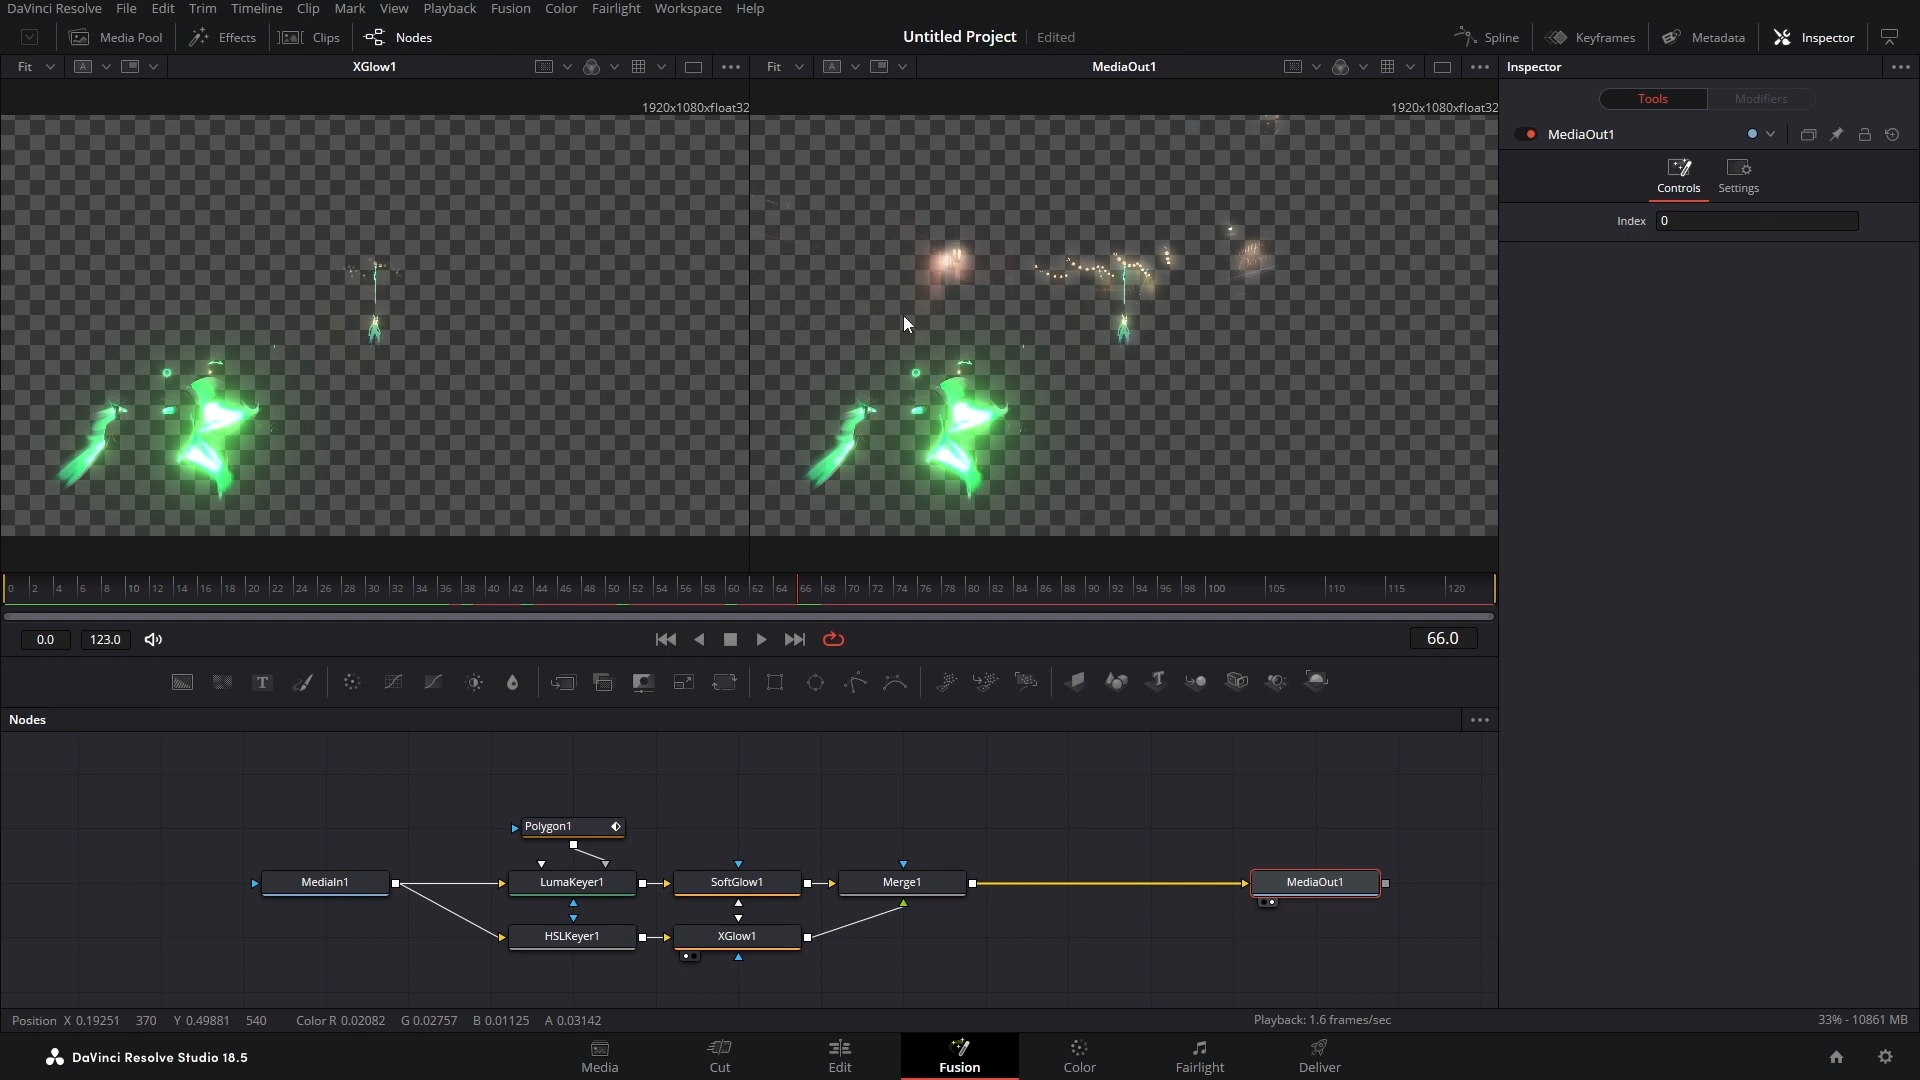 DaVinci Resolve File Edit Trim Timeline Clip Mark View Playback Fusion Color Fairlight Workspace Help
Media Pool Effects Clips Nodes Untitled Project Edited Spline Keyframes Metadata Inspector
Fit A XGlow1 Fit A MediaOut1 Inspector
1920x1080xfloat32 1920x1080xfloat32
Tools Modifiers
MediaOut1
Controls Settings
Index 0
0 2 4 6 8 10 12 14 16 18 20 22 24 26 28 30 32 34 36 38 40 42 44 46 48 50 52 54 56 58 60 62 64 66 68 70 72 74 76 78 80 82 84 86 88 90 92 94 96 98 100 105 110 115 120
0.0 123.0 66.0
T T
Nodes
Polygon1
MediaIn1 LumaKeyer1 SoftGlow1 Merge1 MediaOut1
HSLKeyer1 XGlow1
Position X 0.19251 370 Y 0.49881 540 Color R 0.02082 G 0.02757 B 0.01125 A 0.03142 Playback: 1.6 frames/sec 33% - 10861 MB
DaVinci Resolve Studio 18.5 Media Cut Edit Fusion Color Fairlight Deliver